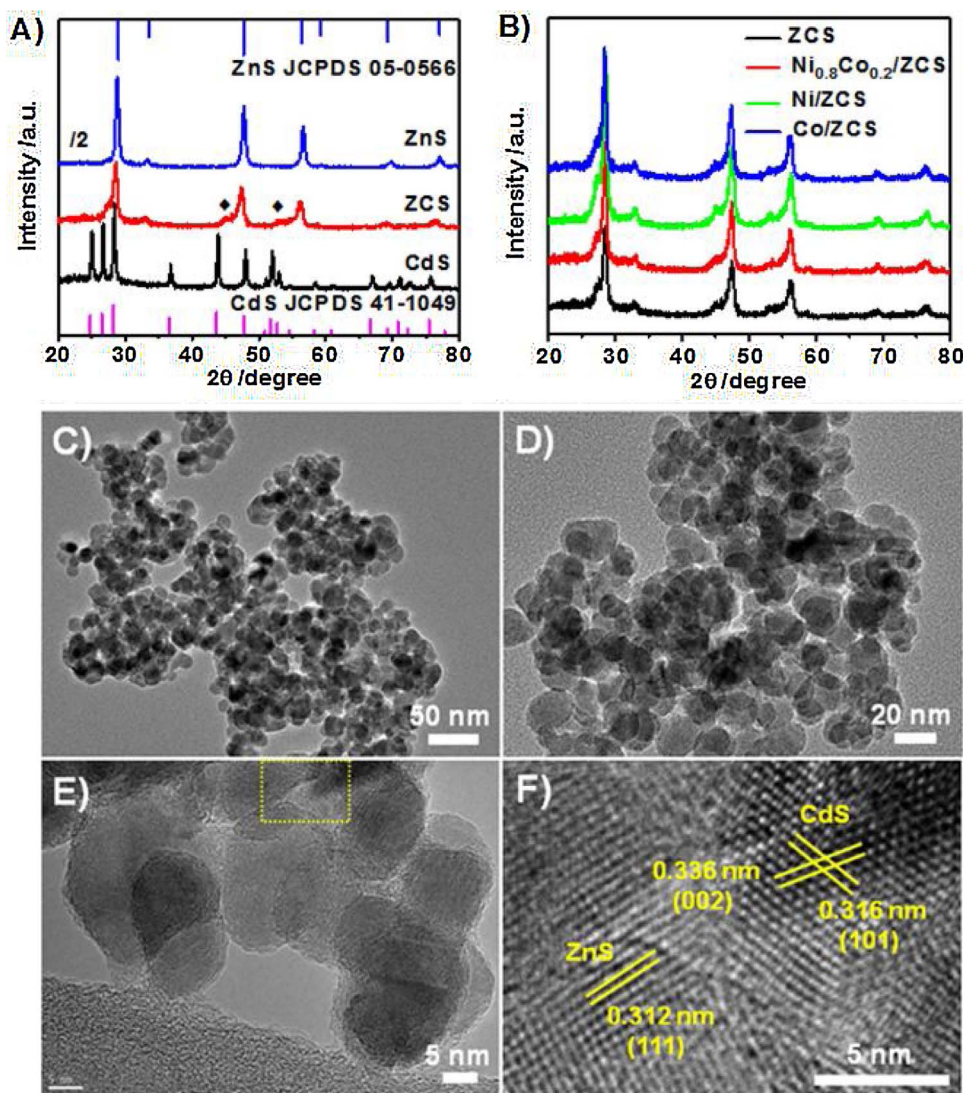 A)
ZnS JCPDS 05-0566
/2
ZnS
ZCS
◆ ◆
CdS
CdS JCPDS 41-1049
Intensity /a.u.
20 30 40 50 60 70 80
2θ /degree
B)
ZCS
Ni0.8Co0.2/ZCS
Ni/ZCS
Co/ZCS
Intensity /a.u.
20 30 40 50 60 70 80
2θ /degree
C)
50 nm
D)
20 nm
E)
5 nm
F)
CdS
0.336 nm
(002)
0.316 nm
(101)
ZnS
0.312 nm
(111)
5 nm